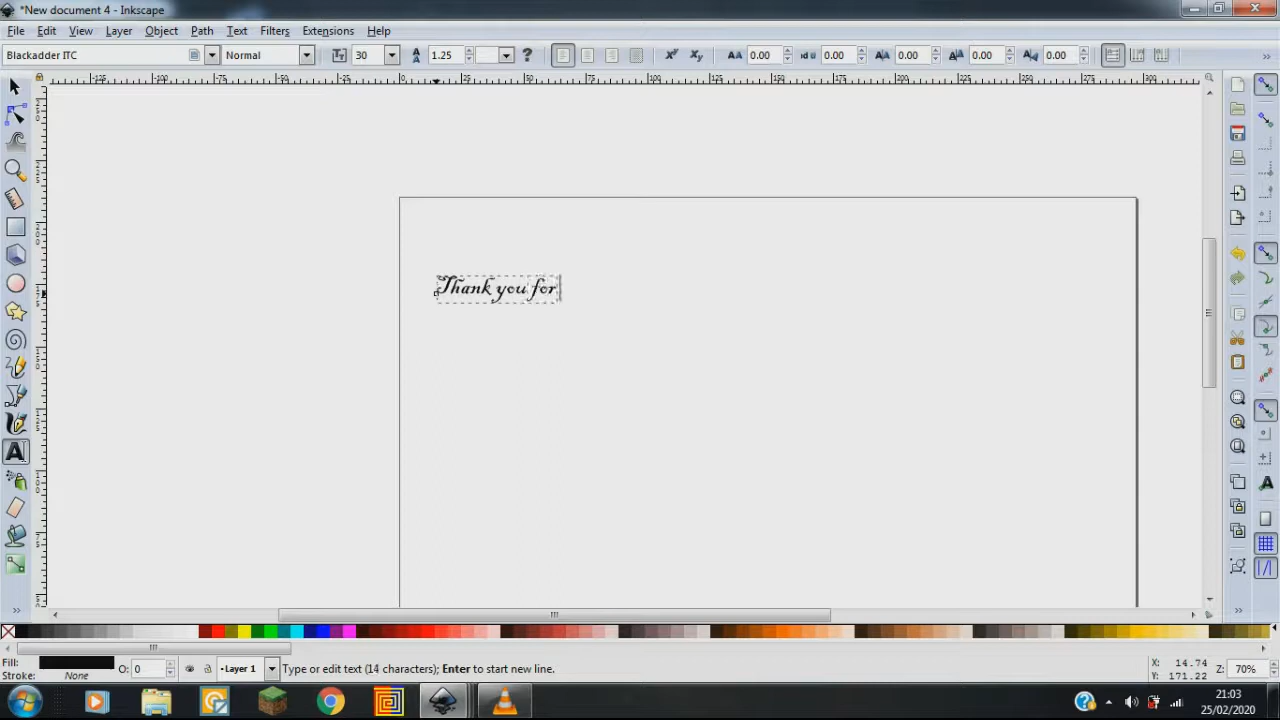 *New document 4 - Inkscape
File Edit View Layer Object Path Text Filters Extensions Help
Blackadder ITC Normal 30 1.25 0.00 0.00 0.00 0.00 0.00
Thank you for
Fill: O: 0 Layer 1 Type or edit text (14 characters); Enter to start new line. X: 14.74 Z: 70%
Stroke: None Y: 171.22
21:03
25/02/2020